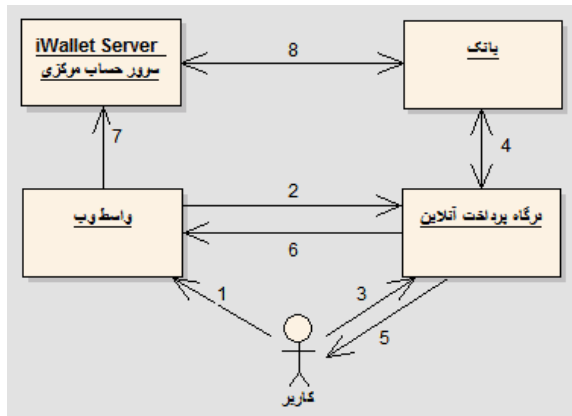 iWallet Server
سرور حساب مرکزی
بانک
8
7
4
2
واسط وب
درگاه پرداخت آنلاین
6
1
3
5
کاربر